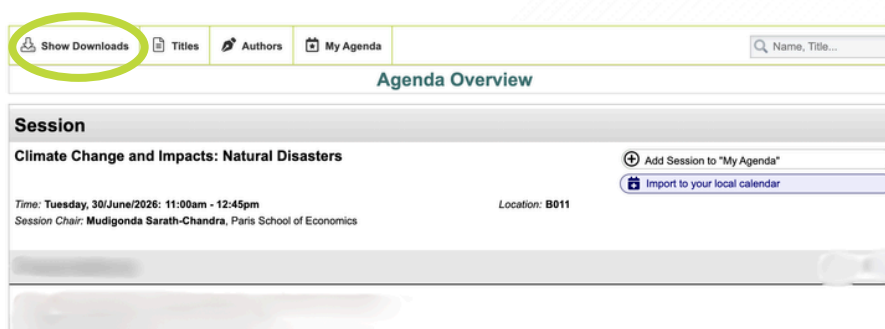 Show Downloads Titles Authors My Agenda Name, Title...
Agenda Overview
Session
Climate Change and Impacts: Natural Disasters
Add Session to "My Agenda"
Import to your local calendar
Time: Tuesday, 30/June/2026: 11:00am - 12:45pm Location: B011
Session Chair: Mudigonda Sarath-Chandra, Paris School of Economics